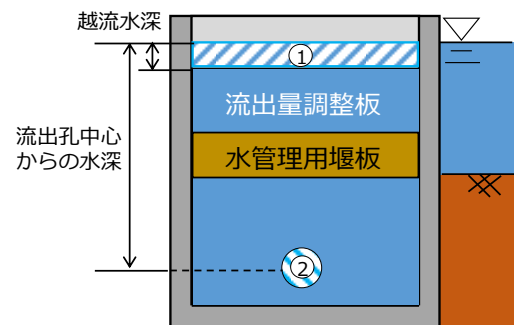 越流水深
①
流出量調整板
流出孔中心
からの水深
水管理用堰板
②